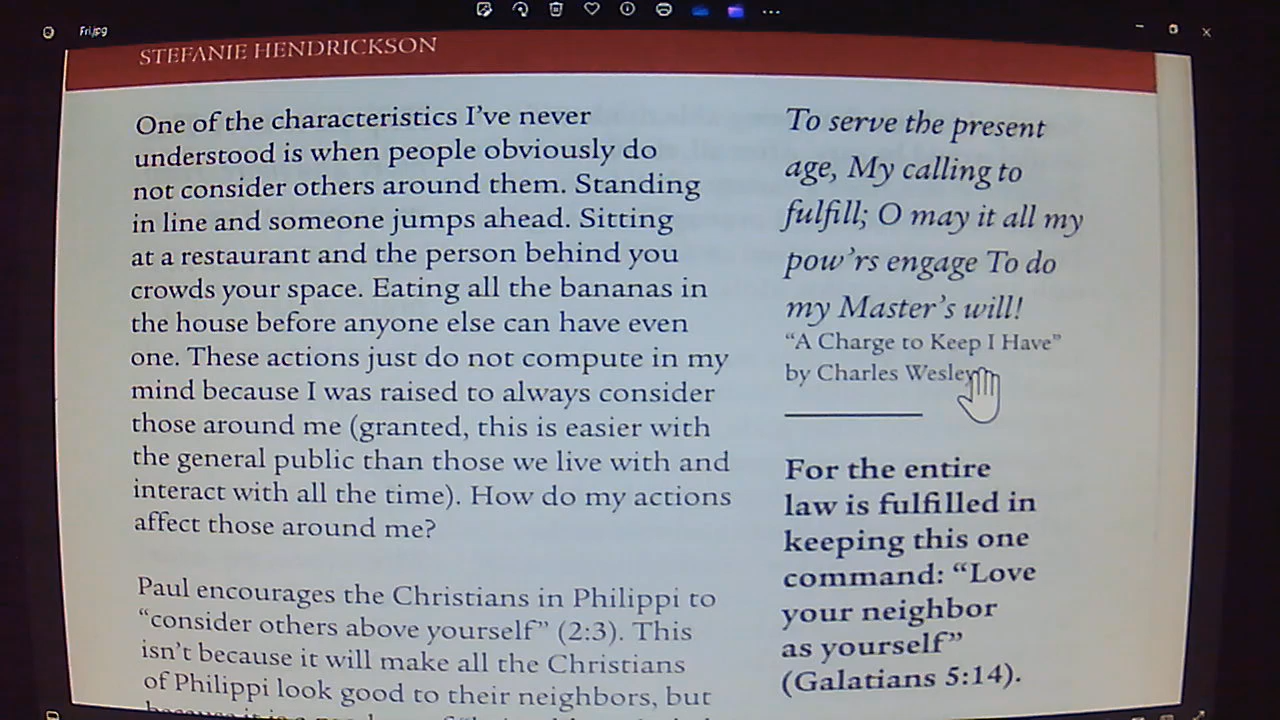 Fri.jpg
STEFANIE HENDRICKSON
One of the characteristics I've never
understood is when people obviously do
not consider others around them. Standing
in line and someone jumps ahead. Sitting
at a restaurant and the person behind you
crowds your space. Eating all the bananas in
the house before anyone else can have even
one. These actions just do not compute in my
mind because I was raised to always consider
those around me (granted, this is easier with
the general public than those we live with and
interact with all the time). How do my actions
affect those around me?
Paul encourages the Christians in Philippi to
“consider others above yourself” (2:3). This
isn't because it will make all the Christians
of Philippi look good to their neighbors, but
because it is
To serve the present
age, My calling to
fulfill; O may it all my
pow'rs engage To do
my Master's will!
“A Charge to Keep I Have”
by Charles Wesley
For the entire
law is fulfilled in
keeping this one
command: “Love
your neighbor
as yourself”
(Galatians 5:14).